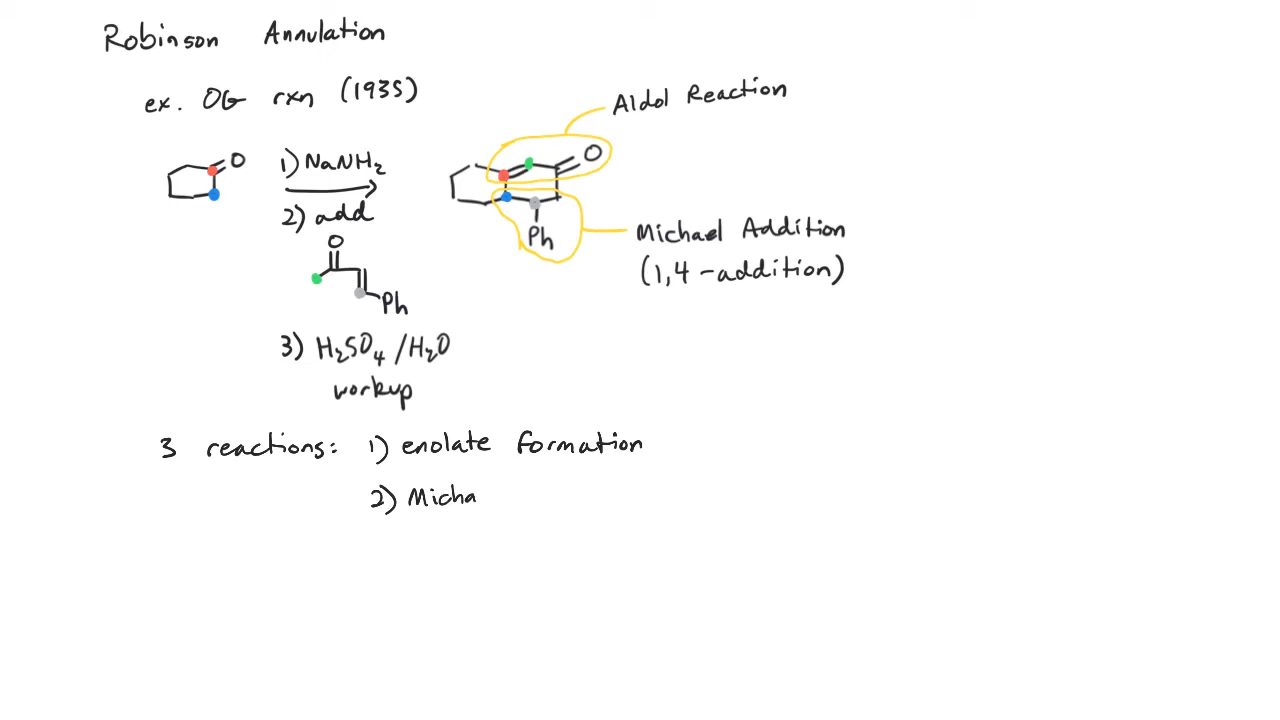 Robinson Annulation
ex. OG rxn (1935)
Aldol Reaction
O
1) NaNH2
2) add
O
Ph
O
Ph
Michael Addition
(1,4-addition)
3) H2SO4/H2O
workup
3 reactions: 1) enolate formation
2) Micha